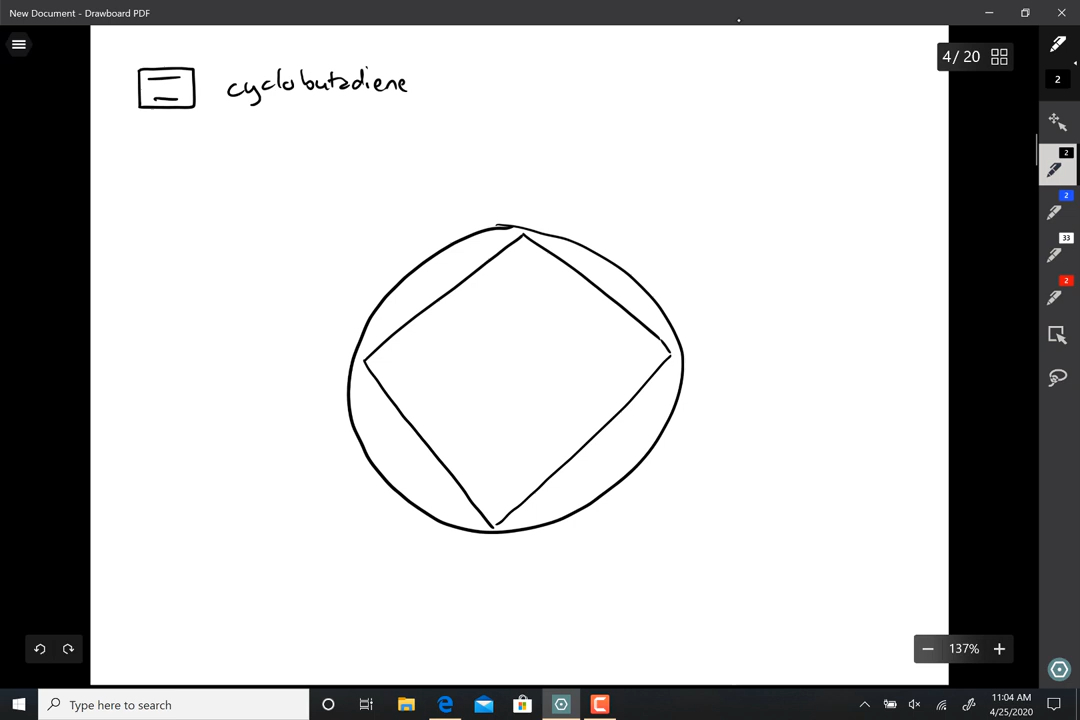 New Document - Drawboard PDF
4 / 20
cyclobutadiene
2
2
2
33
2
137%
Type here to search
11:04 AM
4/25/2020